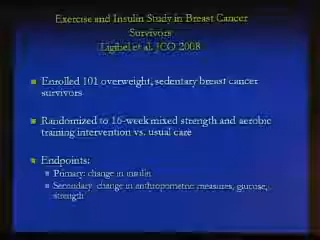 Exercise and Insulin Study in Breast Cancer
Survivors
Ligibel et al. JCO 2008
Enrolled 101 overweight, sedentary breast cancer
survivors
Randomized to 16-week mixed strength and aerobic
training intervention vs. usual care
Endpoints:
Primary: change in insulin
Secondary: change in anthropometric measures, glucose,
strength